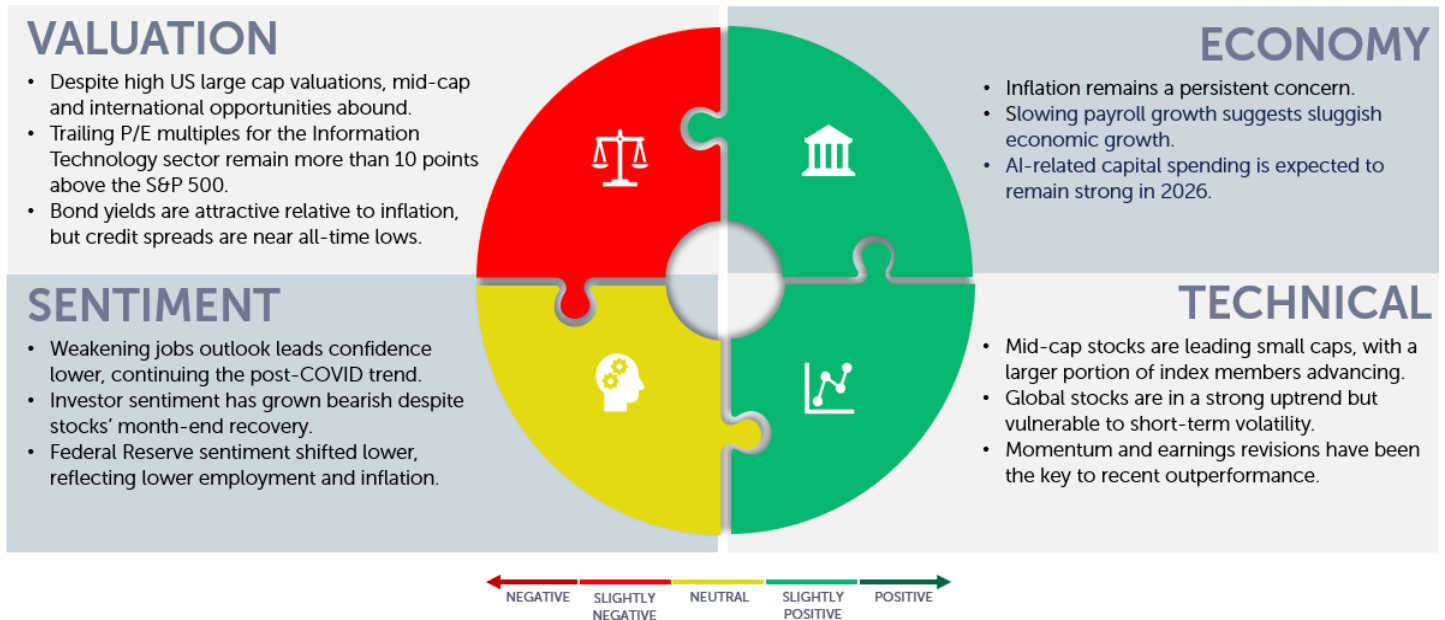 VALUATION
• Despite high US large cap valuations, mid-cap
and international opportunities abound.
• Trailing P/E multiples for the Information
Technology sector remain more than 10 points
above the S&P 500.
• Bond yields are attractive relative to inflation,
but credit spreads are near all-time lows.
ECONOMY
• Inflation remains a persistent concern.
• Slowing payroll growth suggests sluggish
economic growth.
• AI-related capital spending is expected to
remain strong in 2026.
SENTIMENT
• Weakening jobs outlook leads confidence
lower, continuing the post-COVID trend.
• Investor sentiment has grown bearish despite
stocks’ month-end recovery.
• Federal Reserve sentiment shifted lower,
reflecting lower employment and inflation.
TECHNICAL
• Mid-cap stocks are leading small caps, with a
larger portion of index members advancing.
• Global stocks are in a strong uptrend but
vulnerable to short-term volatility.
• Momentum and earnings revisions have been
the key to recent outperformance.
NEGATIVE
SLIGHTLY
NEGATIVE
NEUTRAL
SLIGHTLY
POSITIVE
POSITIVE